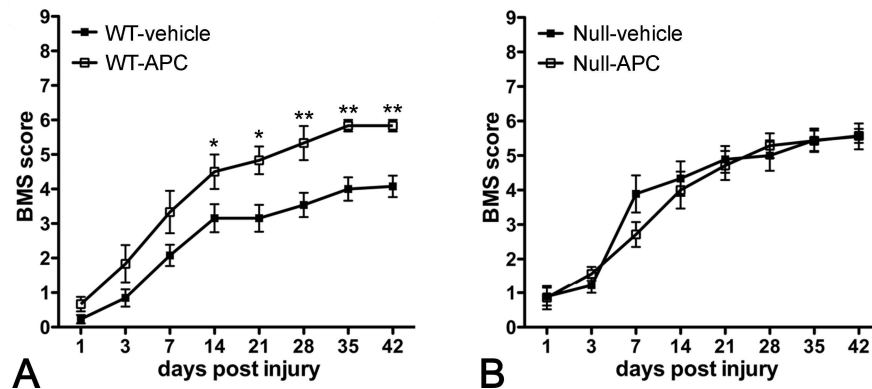 WT-vehicle
WT-APC
BMS score
9
8
7
6
5
4
3
2
1
0
* * ** ** **
1 3 7 14 21 28 35 42
days post injury
A
Null-vehicle
Null-APC
BMS score
9
8
7
6
5
4
3
2
1
0
1 3 7 14 21 28 35 42
days post injury
B